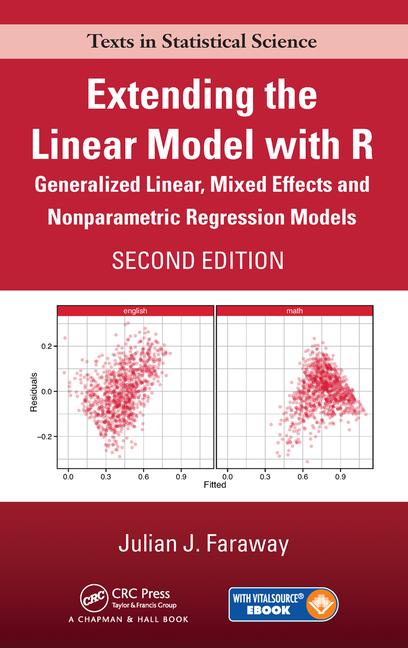 Texts in Statistical Science
Extending the
Linear Model with R
Generalized Linear, Mixed Effects and
Nonparametric Regression Models
SECOND EDITION
english math
0.2
0.0
−0.2
Residuals
0.0 0.3 0.6 0.9 0.0 0.3 0.6 0.9
Fitted
Julian J. Faraway
CRC CRC Press
Taylor & Francis Group
A CHAPMAN & HALL BOOK
WITH VITALSOURCE®
EBOOK